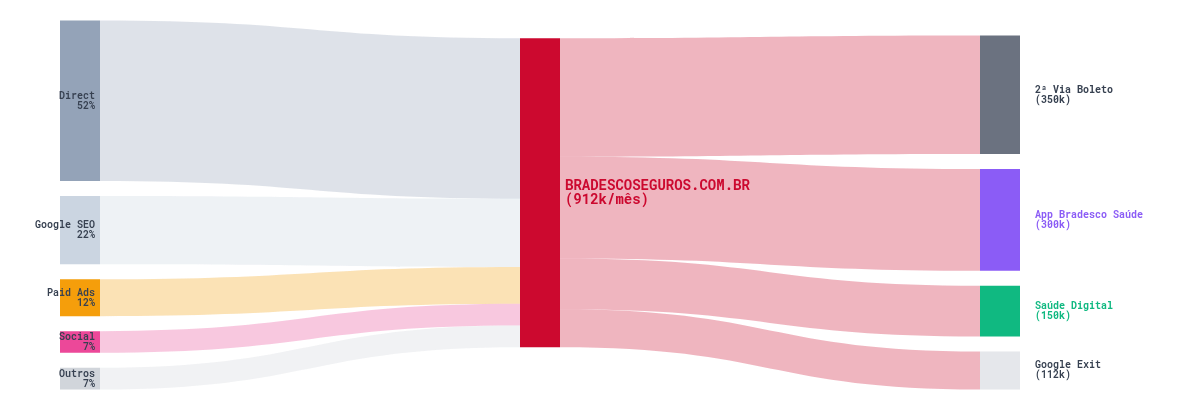 Direct
52%
Google SEO
22%
Paid Ads
12%
Social
7%
Outros
7%
BRADESCOSEGUROS.COM.BR
(912k/mês)
2ª Via Boleto
(350k)
App Bradesco Saúde
(300k)
Saúde Digital
(150k)
Google Exit
(112k)